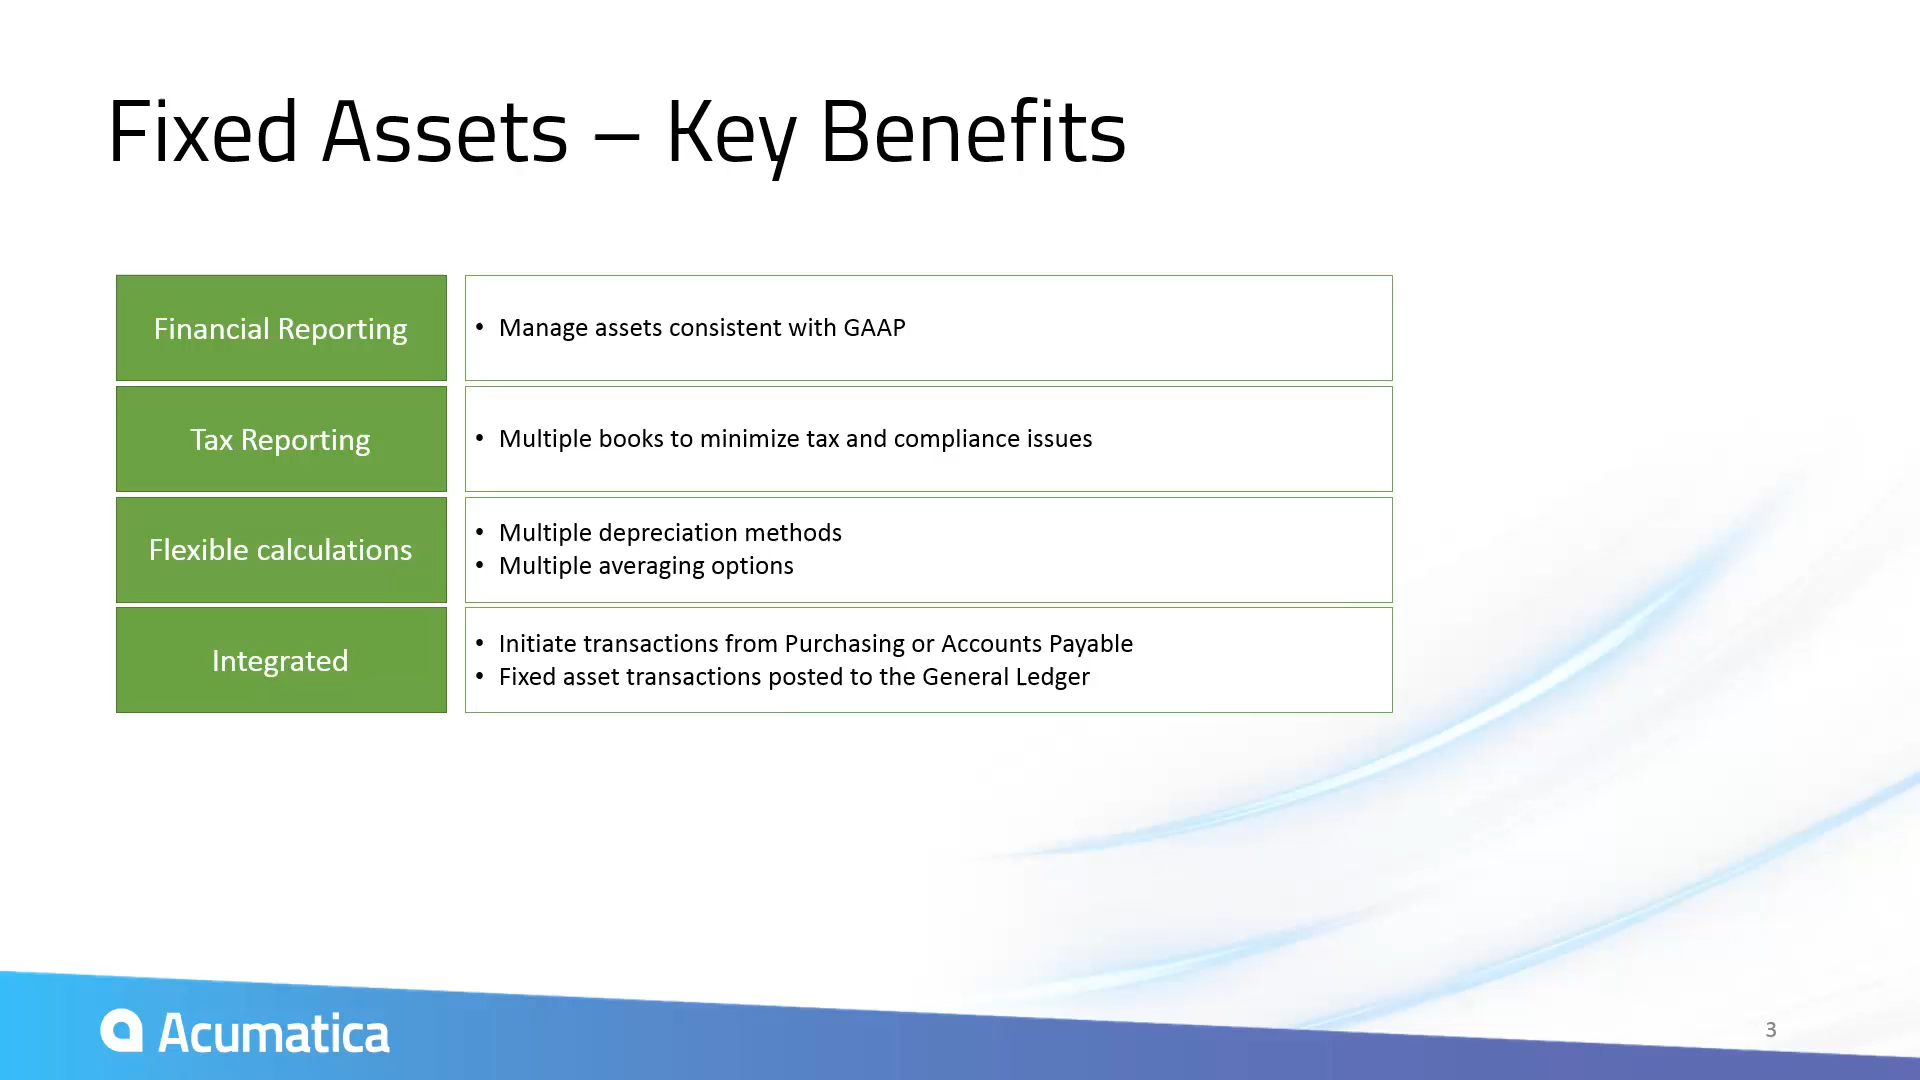 Fixed Assets – Key Benefits
Financial Reporting
• Manage assets consistent with GAAP
Tax Reporting
• Multiple books to minimize tax and compliance issues
Flexible calculations
• Multiple depreciation methods
• Multiple averaging options
Integrated
• Initiate transactions from Purchasing or Accounts Payable
• Fixed asset transactions posted to the General Ledger
Acumatica
3